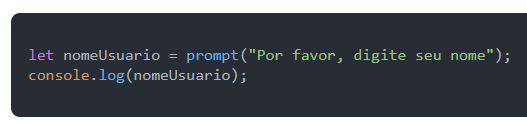 let nomeUsuario = prompt("Por favor, digite seu nome");
console.log(nomeUsuario);